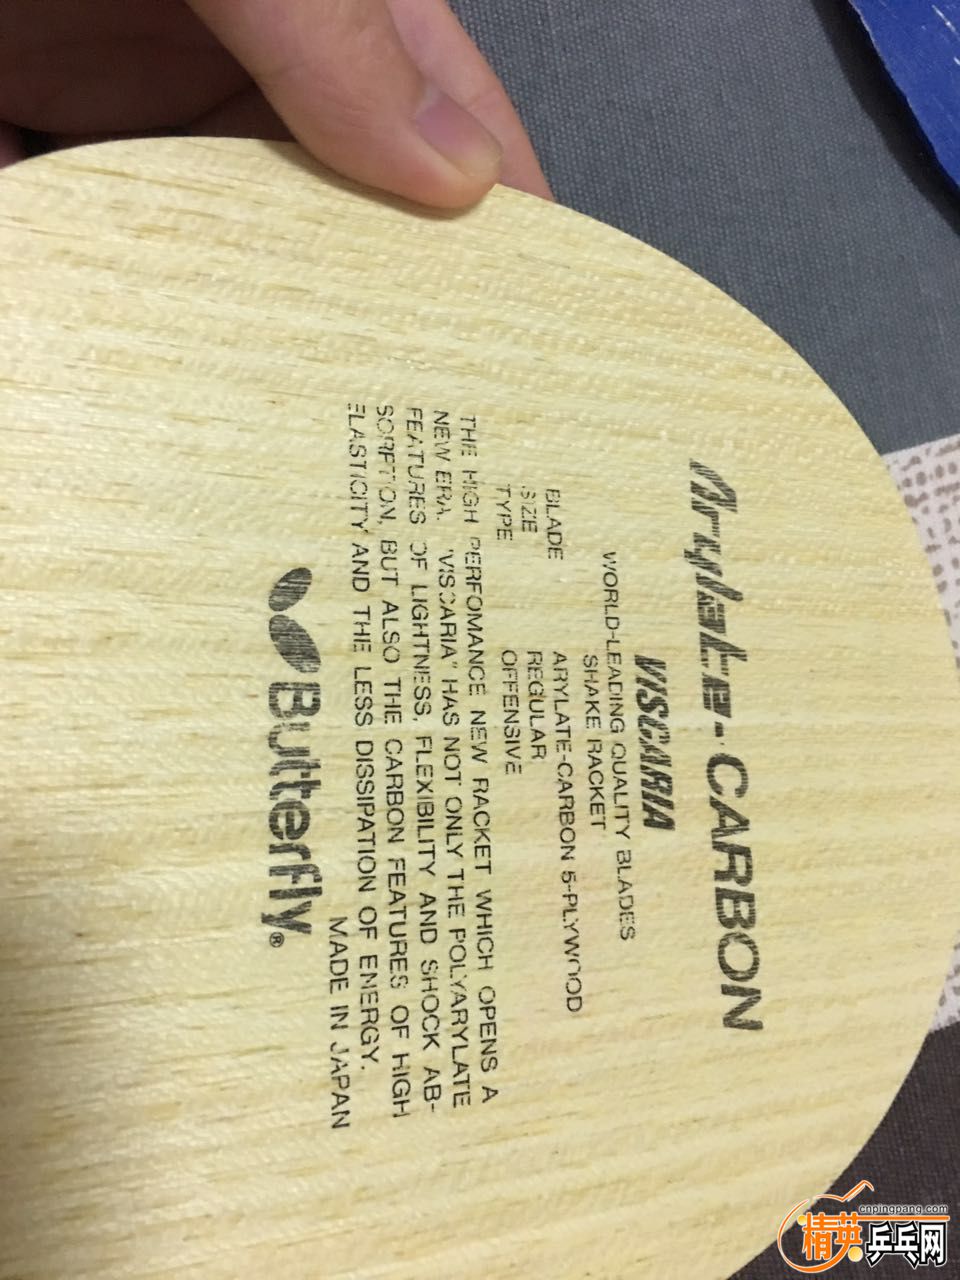 Arylate-CARBON
VISCARIA
WORLD-LEADING QUALITY BLADES
SHAKE RACKET
BLADE ARYLATE-CARBON 5-PLYWOOD
SIZE REGULAR
TYPE OFFENSIVE
THE HIGH PERFOMANCE NEW RACKET WHICH OPENS A
NEW ERA. "VISCARIA" HAS NOT ONLY THE POLYARYLATE
FEATURES OF LIGHTNESS, FLEXIBILITY AND SHOCK AB-
SORPTION, BUT ALSO THE CARBON FEATURES OF HIGH
ELASTICITY AND THE LESS DISSIPATION OF ENERGY.
MADE IN JAPAN
Butterfly®
cnpingpang.com
精英乒乓网